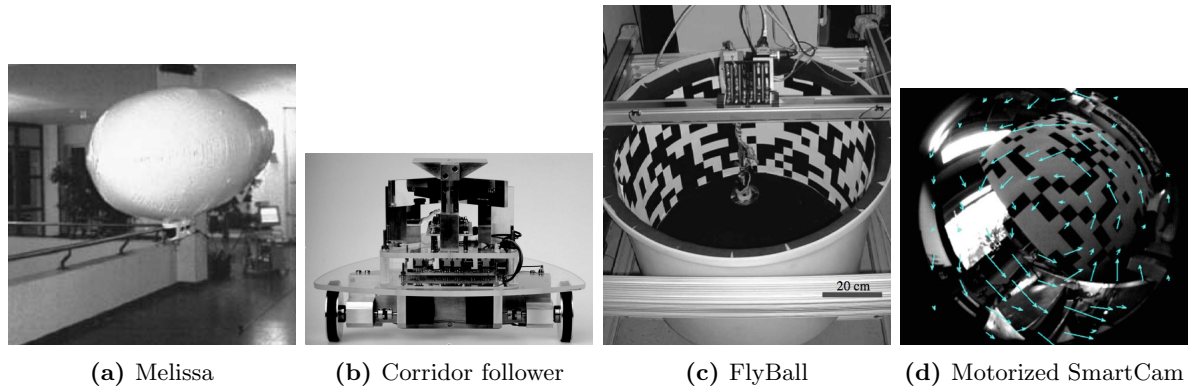 20 cm
(a) Melissa
(b) Corridor follower
(c) FlyBall
(d) Motorized SmartCam